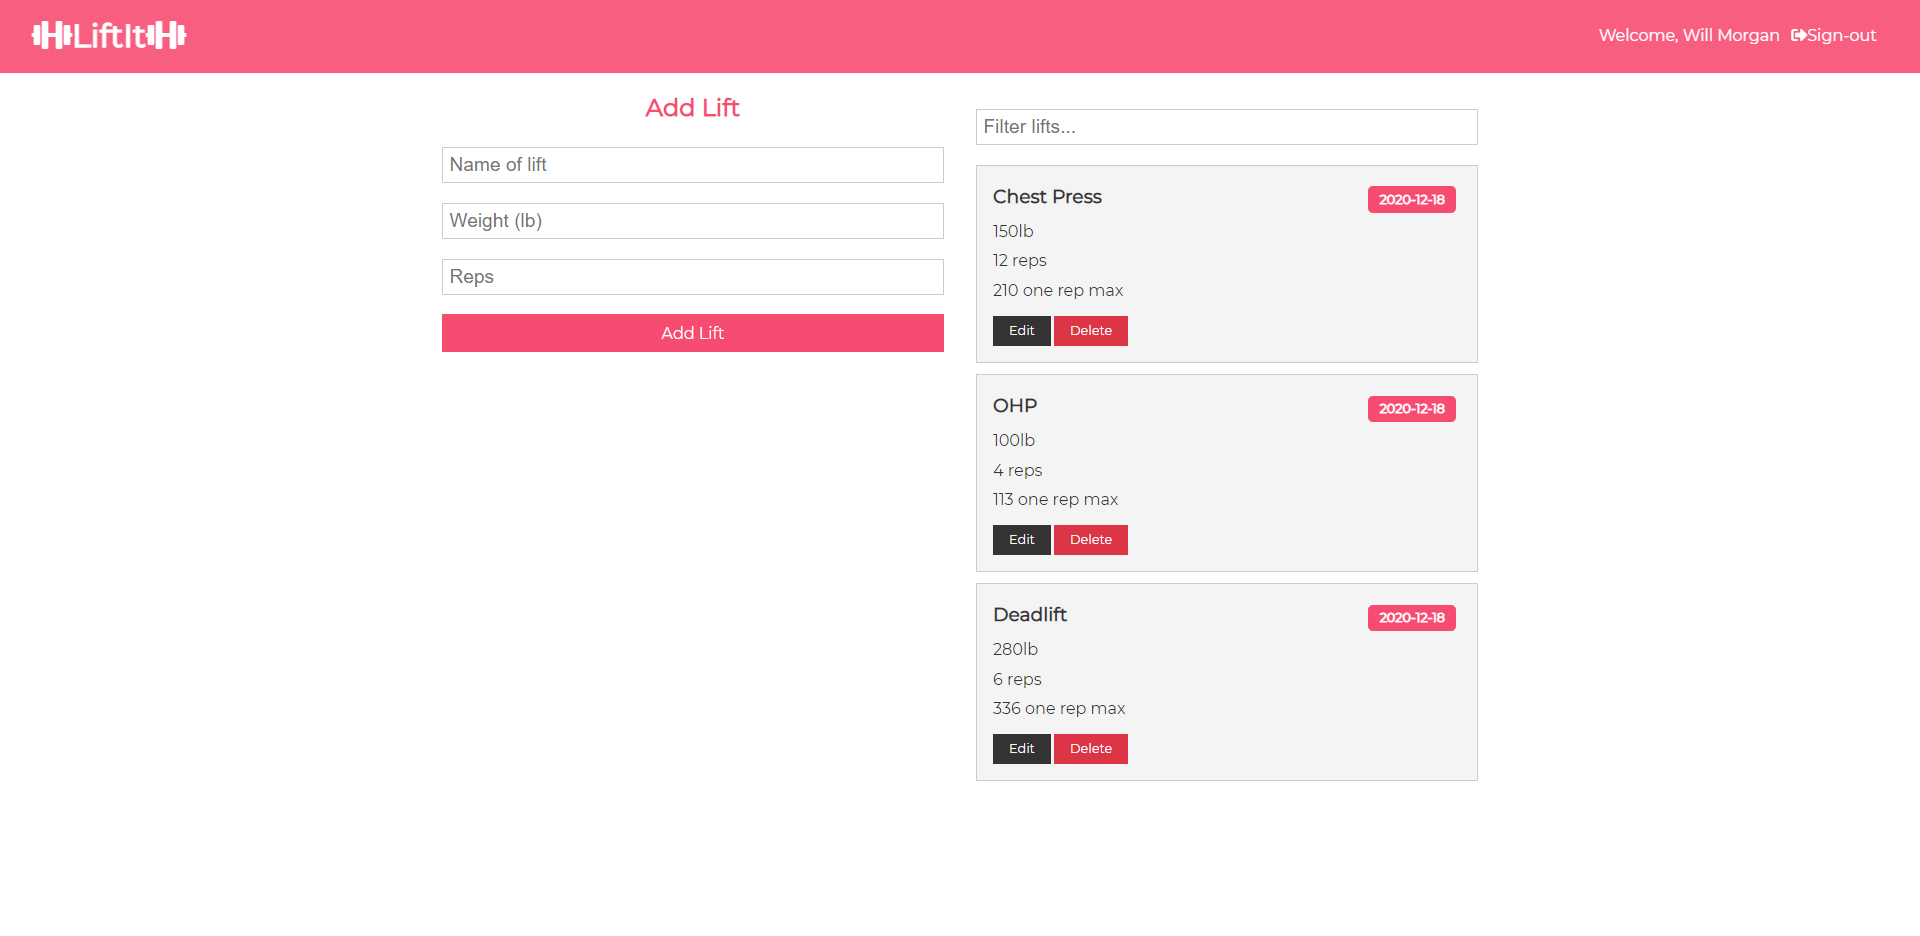 LiftIt
Welcome, Will Morgan Sign-out
Add Lift
Name of lift
Weight (lb)
Reps
Add Lift
Filter lifts...
Chest Press
2020-12-18
150lb
12 reps
210 one rep max
Edit Delete
OHP
2020-12-18
100lb
4 reps
113 one rep max
Edit Delete
Deadlift
2020-12-18
280lb
6 reps
336 one rep max
Edit Delete